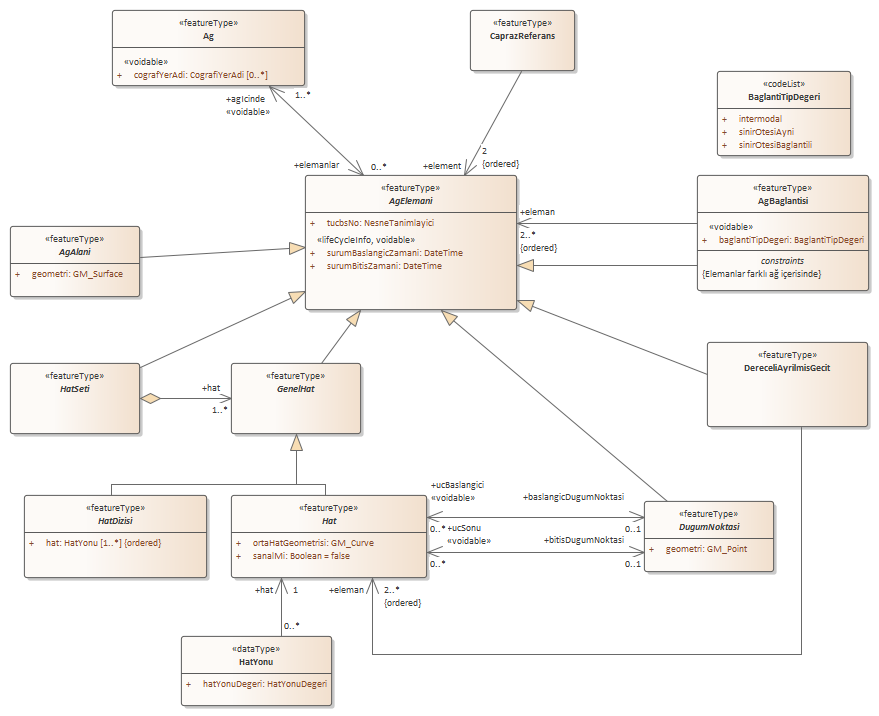 «featureType»
Ag
«voidable»
+ cografYerAdi: CografiYerAdi [0..*]
«featureType»
CaprazReferans
«codeList»
BaglantiTipDegeri
+ intermodal
+ sinirOtesiAyni
+ sinirOtesiBaglantili
+agIcinde
«voidable»
1..*
+elemanlar
0..*
+element
2
{ordered}
«featureType»
AgElemani
+ tucbsNo: NesneTanimlayici
«lifeCycleInfo, voidable»
+ surumBaslangicZamani: DateTime
+ surumBitisZamani: DateTime
+eleman
2..*
{ordered}
«featureType»
AgBaglantisi
«voidable»
+ baglantiTipDegeri: BaglantiTipDegeri
constraints
{Elemanlar farklı ağ içerisinde}
«featureType»
AgAlani
+ geometri: GM_Surface
«featureType»
HatSeti
+hat
1..*
«featureType»
GenelHat
«featureType»
DereceliAyrilmisGecit
«featureType»
HatDizisi
+ hat: HatYonu [1..*] {ordered}
«featureType»
Hat
+ ortaHatGeometrisi: GM_Curve
+ sanalMi: Boolean = false
+ucBaslangici
«voidable»
+baslangicDugumNoktasi
0..*
0..1
+ucSonu
«voidable»
+bitisDugumNoktasi
0..*
0..1
«featureType»
DugumNoktasi
+ geometri: GM_Point
+hat
1
+eleman
2..*
{ordered}
0..*
«dataType»
HatYonu
+ hatYonuDegeri: HatYonuDegeri